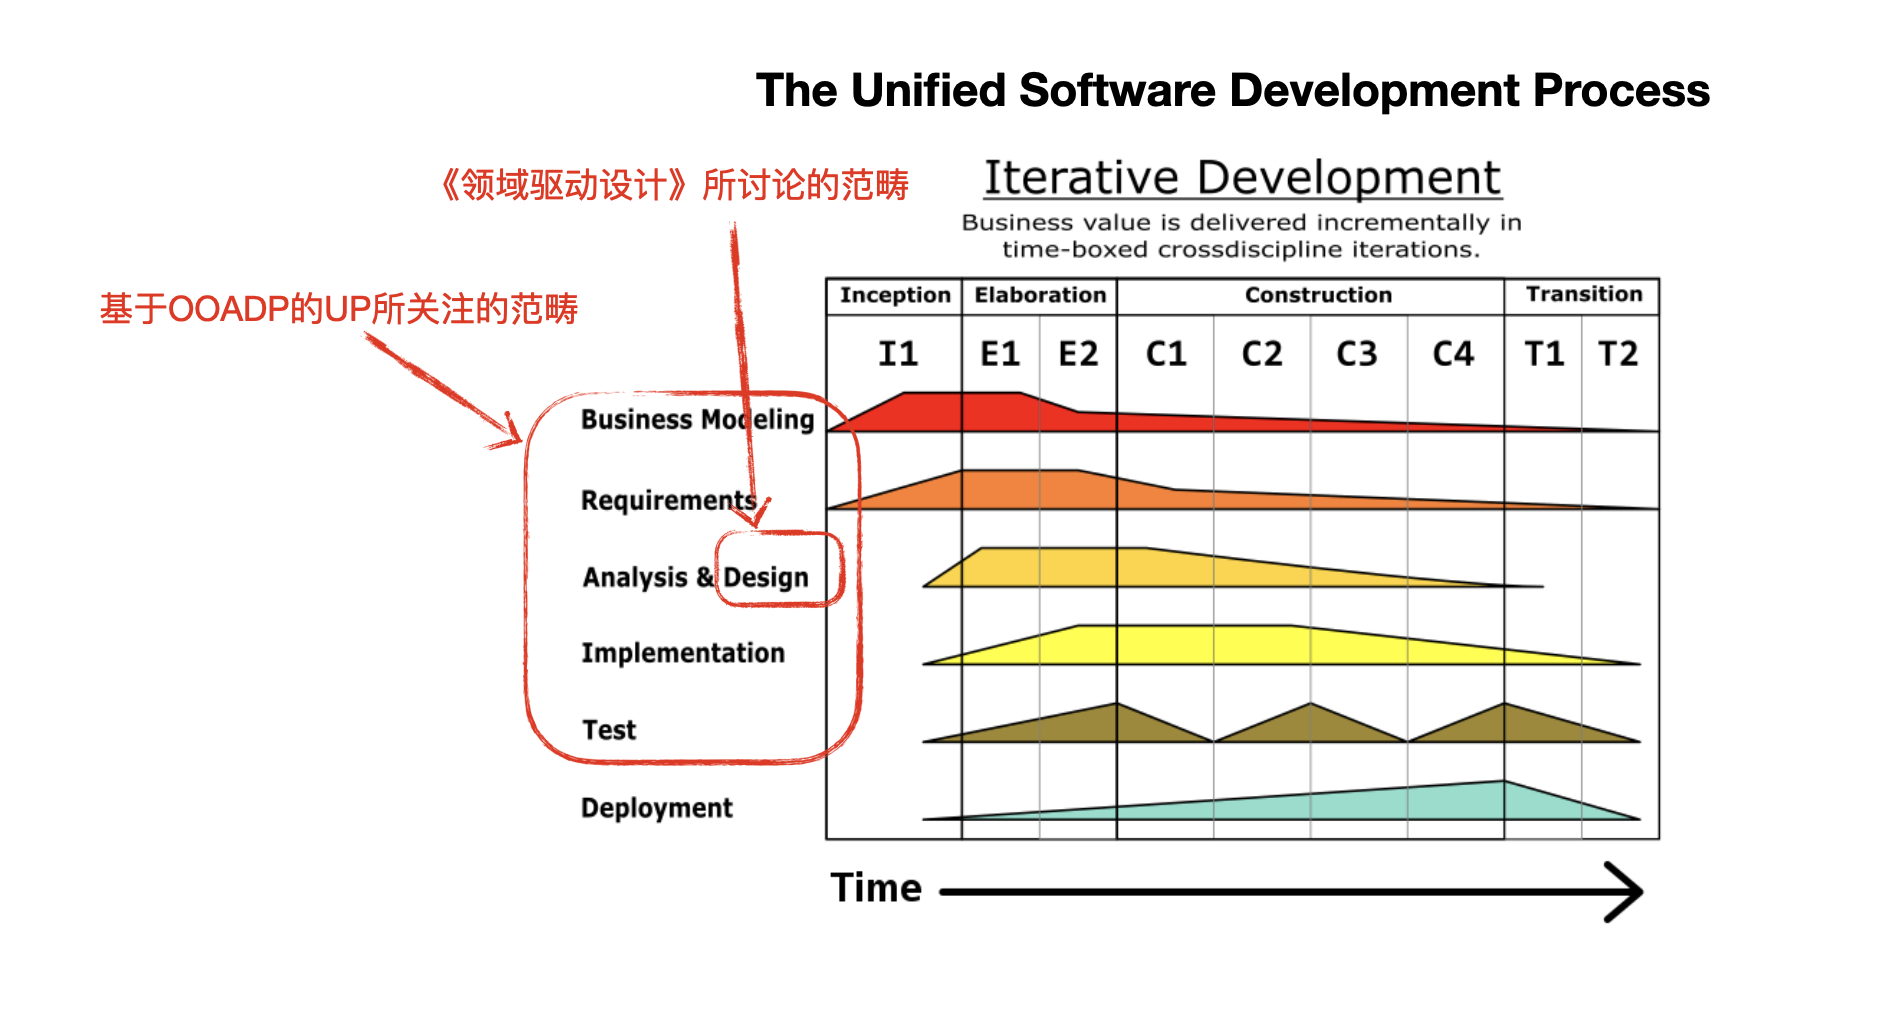 The Unified Software Development Process
《领域驱动设计》所讨论的范畴
Iterative Development
Business value is delivered incrementally in
time-boxed crossdiscipline iterations.
基于OOADP的UP所关注的范畴
Inception Elaboration Construction Transition
I1 E1 E2 C1 C2 C3 C4 T1 T2
Business Modeling
Requirements
Analysis & Design
Implementation
Test
Deployment
Time